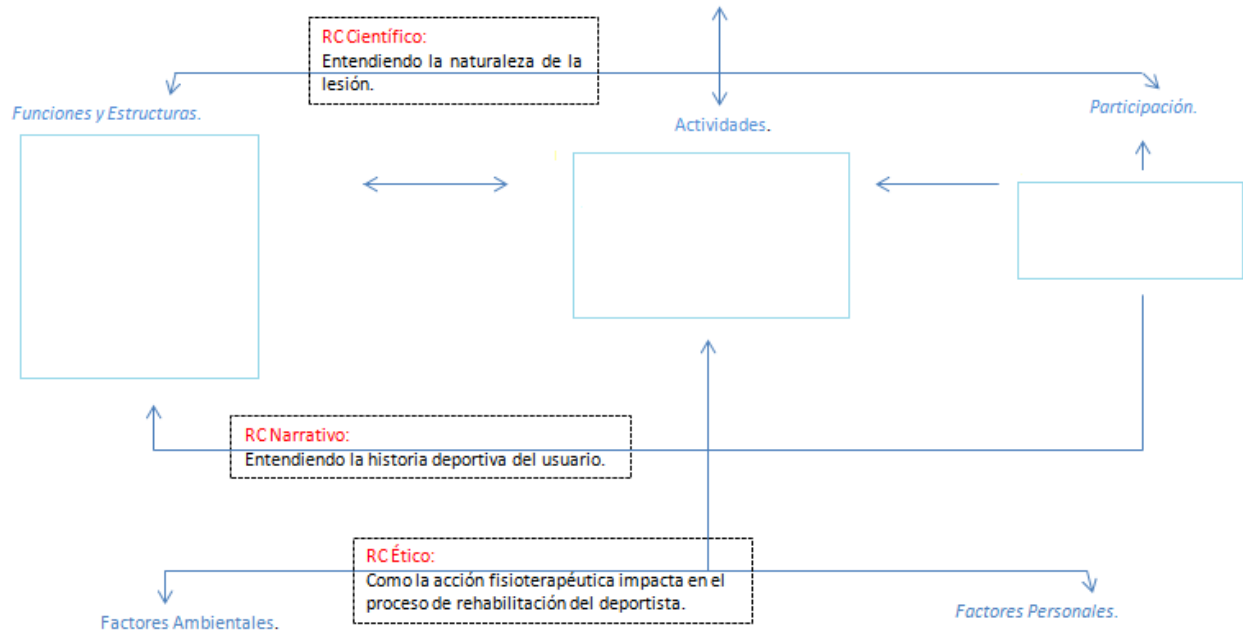 RC Científico:
Entendiendo la naturaleza de la
lesión.
Funciones y Estructuras.
Actividades.
Participación.
RC Narrativo:
Entendiendo la historia deportiva del usuario.
RC Ético:
Como la acción fisioterapéutica impacta en el
proceso de rehabilitación del deportista.
Factores Ambientales.
Factores Personales.